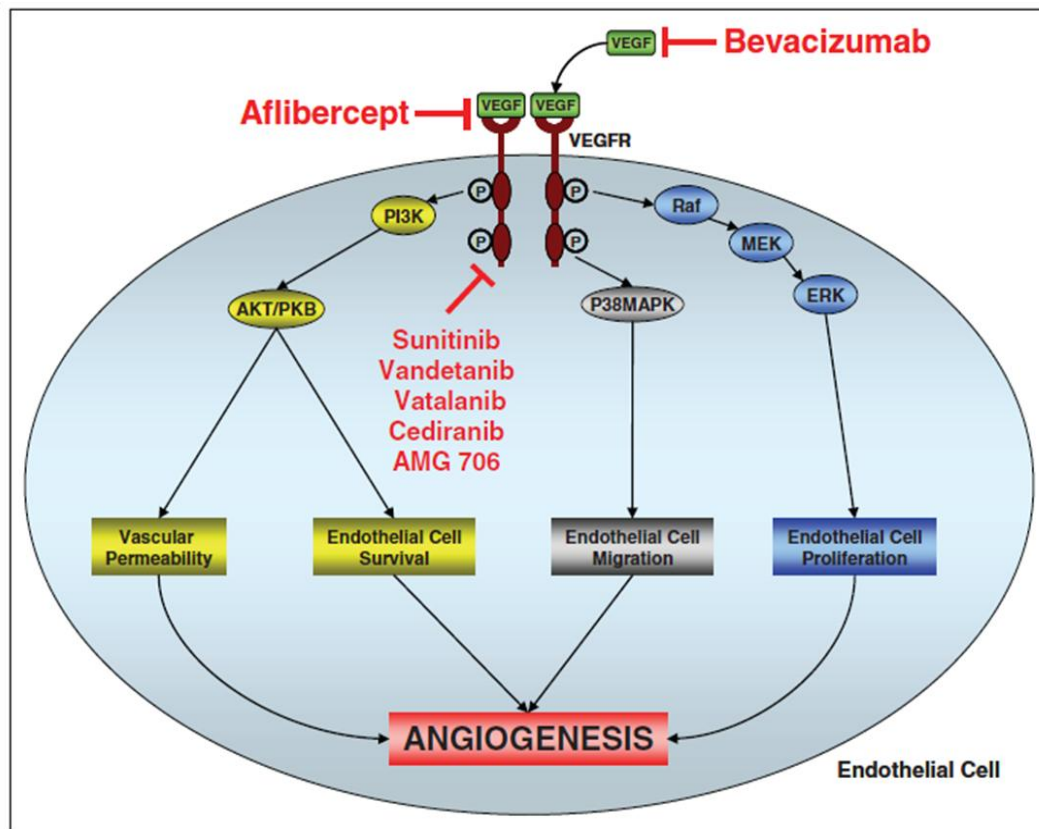 VEGF
Bevacizumab
Aflibercept
VEGF
VEGF
VEGFR
P
P
PI3K
Raf
MEK
P
P
AKT/PKB
P38MAPK
ERK
Sunitinib
Vandetanib
Vatalanib
Cediranib
AMG 706
Vascular
Permeability
Endothelial Cell
Survival
Endothelial Cell
Migration
Endothelial Cell
Proliferation
ANGIOGENESIS
Endothelial Cell